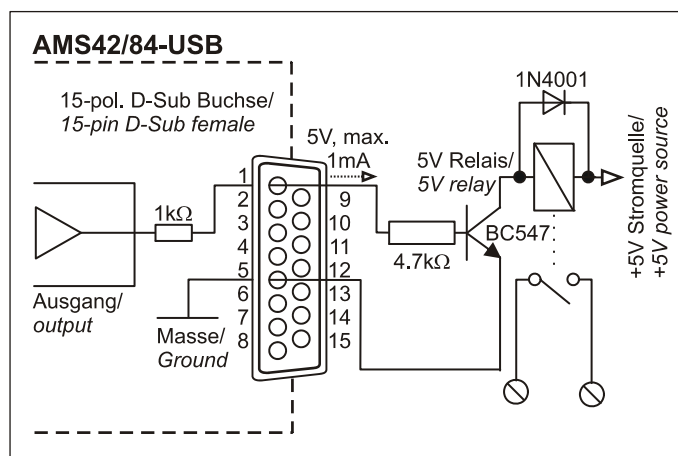 AMS42/84-USB
15-pol. D-Sub Buchse/
15-pin D-Sub female
1kΩ
Ausgang/
output
Masse/
Ground
1
2
3
4
5
6
7
8
9
10
11
12
13
14
15
5V, max.
1mA
4.7kΩ
5V Relais/
5V relay
BC547
1N4001
+5V Stromquelle/
+5V power source